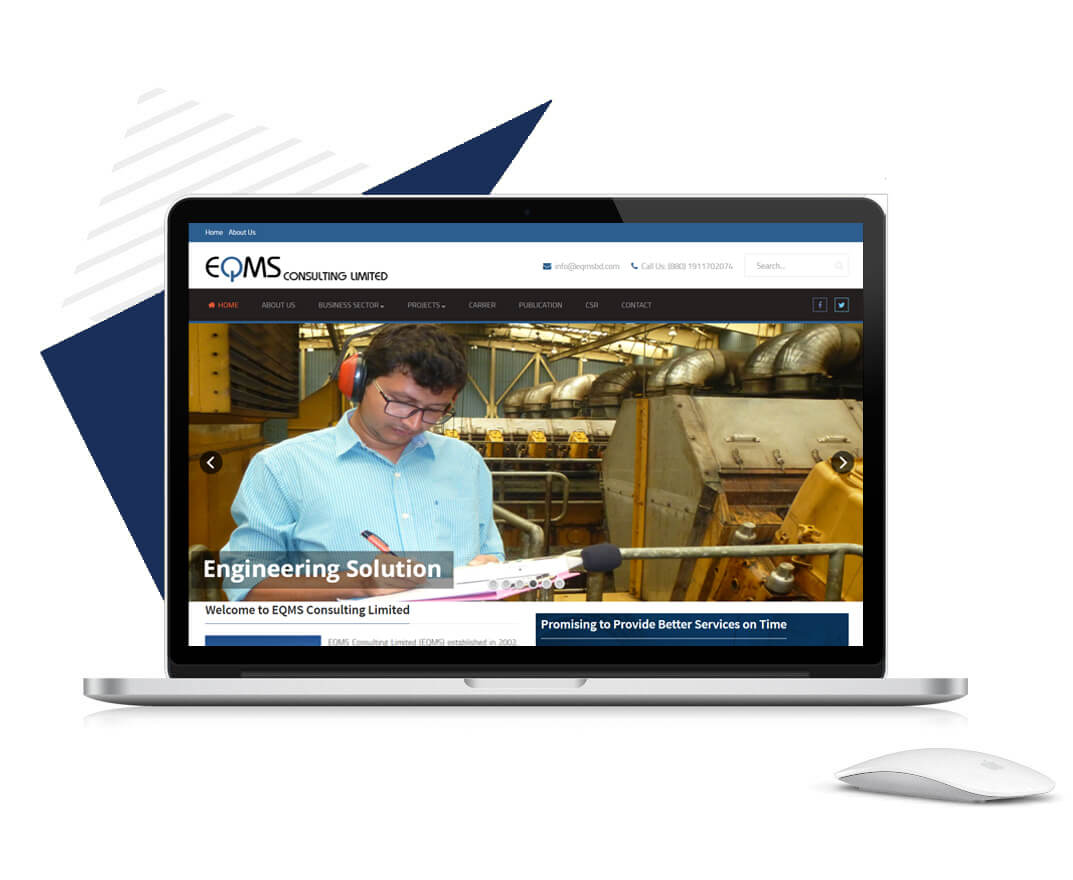 Home About Us
EQMS CONSULTING LIMITED
info@eqmsbd.com Call Us: (880) 1911702074 Search...
HOME ABOUT US BUSINESS SECTOR PROJECTS CARRER PUBLICATION CSR CONTACT
Engineering Solution
Welcome to EQMS Consulting Limited
Promising to Provide Better Services on Time
EQMS Consulting Limited (EQMS) established in 2002,